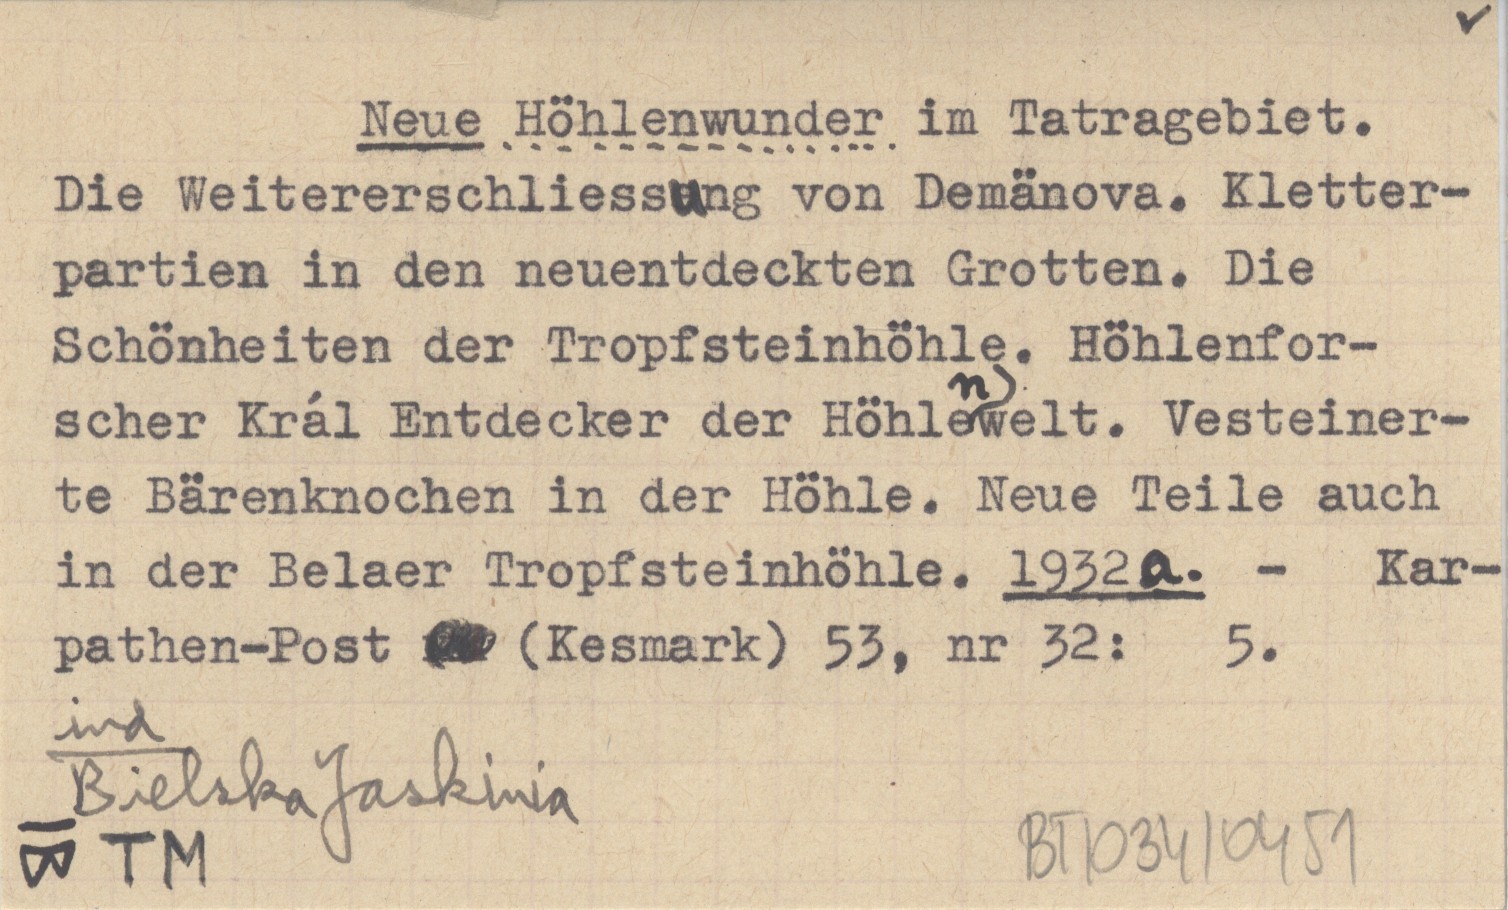 Neue Höhlenwunder im Tatragebiet.
Die Weitererschliessung von Demänova. Kletter-
partien in den neuentdeckten Grotten. Die
Schönheiten der Tropfsteinhöhle. Höhlenfor-
scher Král Entdecker der Höhlenwelt. Vesteiner-
te Bärenknochen in der Höhle. Neue Teile auch
in der Belaer Tropfsteinhöhle. 1932a. - Kar-
pathen-Post (Kesmark) 53, nr 32: 5.
ind
Bielska Jaskinia
B TM
BT/034/0451